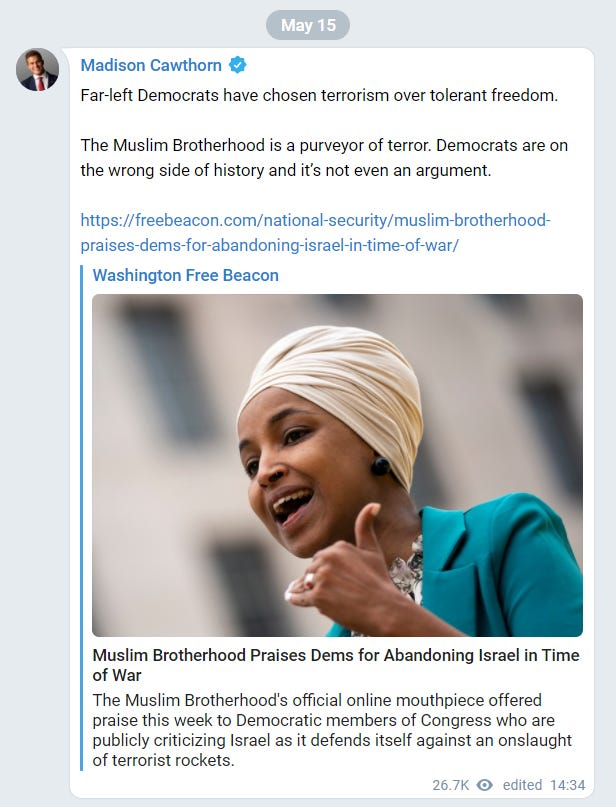 May 15
Madison Cawthorn
Far-left Democrats have chosen terrorism over tolerant freedom.
The Muslim Brotherhood is a purveyor of terror. Democrats are on
the wrong side of history and it’s not even an argument.
https://freebeacon.com/national-security/muslim-brotherhood-
praises-dems-for-abandoning-israel-in-time-of-war/
Washington Free Beacon
Muslim Brotherhood Praises Dems for Abandoning Israel in Time
of War
The Muslim Brotherhood's official online mouthpiece offered
praise this week to Democratic members of Congress who are
publicly criticizing Israel as it defends itself against an onslaught
of terrorist rockets.
26.7K edited 14:34